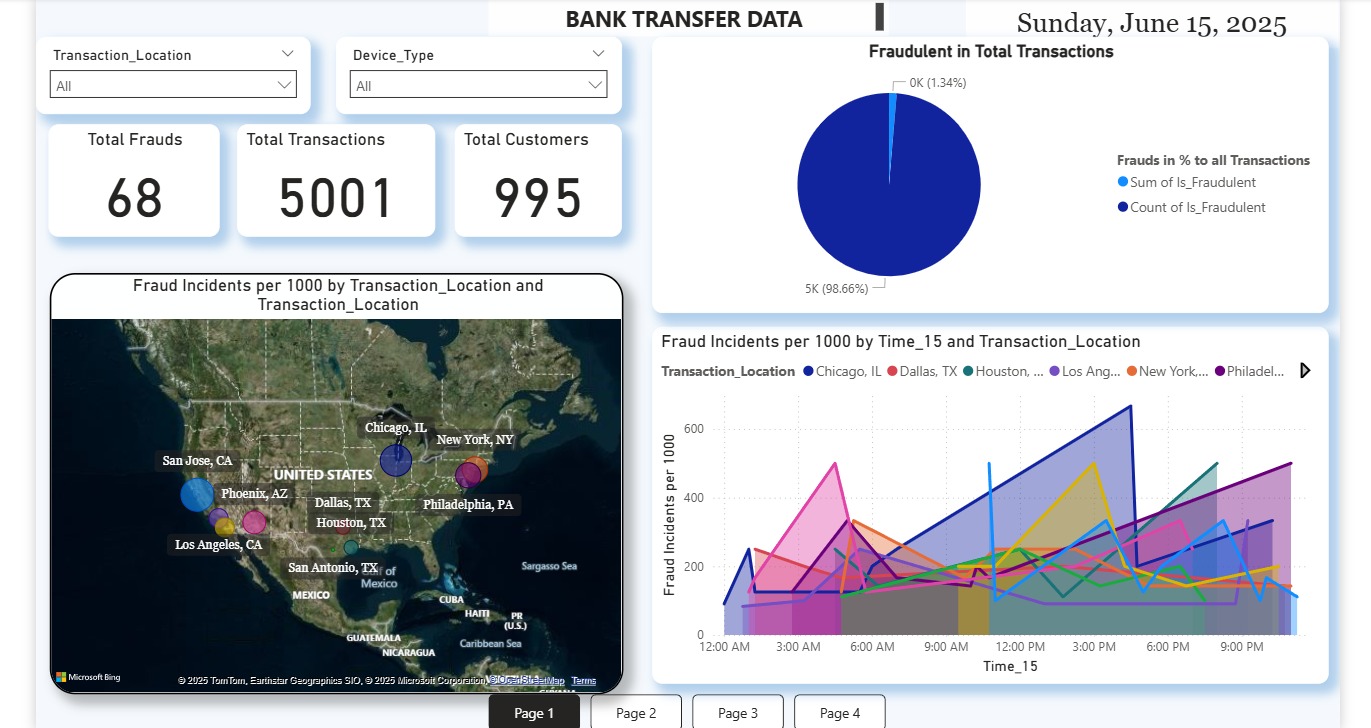 BANK TRANSFER DATA
Sunday, June 15, 2025
Transaction_Location
All
Device_Type
All
Total Frauds
68
Total Transactions
5001
Total Customers
995
Fraudulent in Total Transactions
0K (1.34%)
5K (98.66%)
Frauds in % to all Transactions
Sum of Is_Fraudulent
Count of Is_Fraudulent
Fraud Incidents per 1000 by Transaction_Location and
Transaction_Location
Chicago, IL
New York, NY
San Jose, CA
UNITED STATES
Phoenix, AZ
Dallas, TX
Philadelphia, PA
Houston, TX
Los Angeles, CA
San Antonio, TX
of
Mexico
Sargasso Sea
MEXICO
CUBA
HAITI
PR
(U.S.)
GUATEMALA
Caribbean Sea
NICARAGUA
Microsoft Bing
© 2025 TomTom, Earthstar Geographics SIO, © 2025 Microsoft Corporation, © OpenStreetMap Terms
Fraud Incidents per 1000 by Time_15 and Transaction_Location
Transaction_Location Chicago, IL Dallas, TX Houston, ... Los Ang... New York,... Philadel...
Fraud Incidents per 1000
600
400
200
0
12:00 AM 3:00 AM 6:00 AM 9:00 AM 12:00 PM 3:00 PM 6:00 PM 9:00 PM
Time_15
Page 1
Page 2
Page 3
Page 4